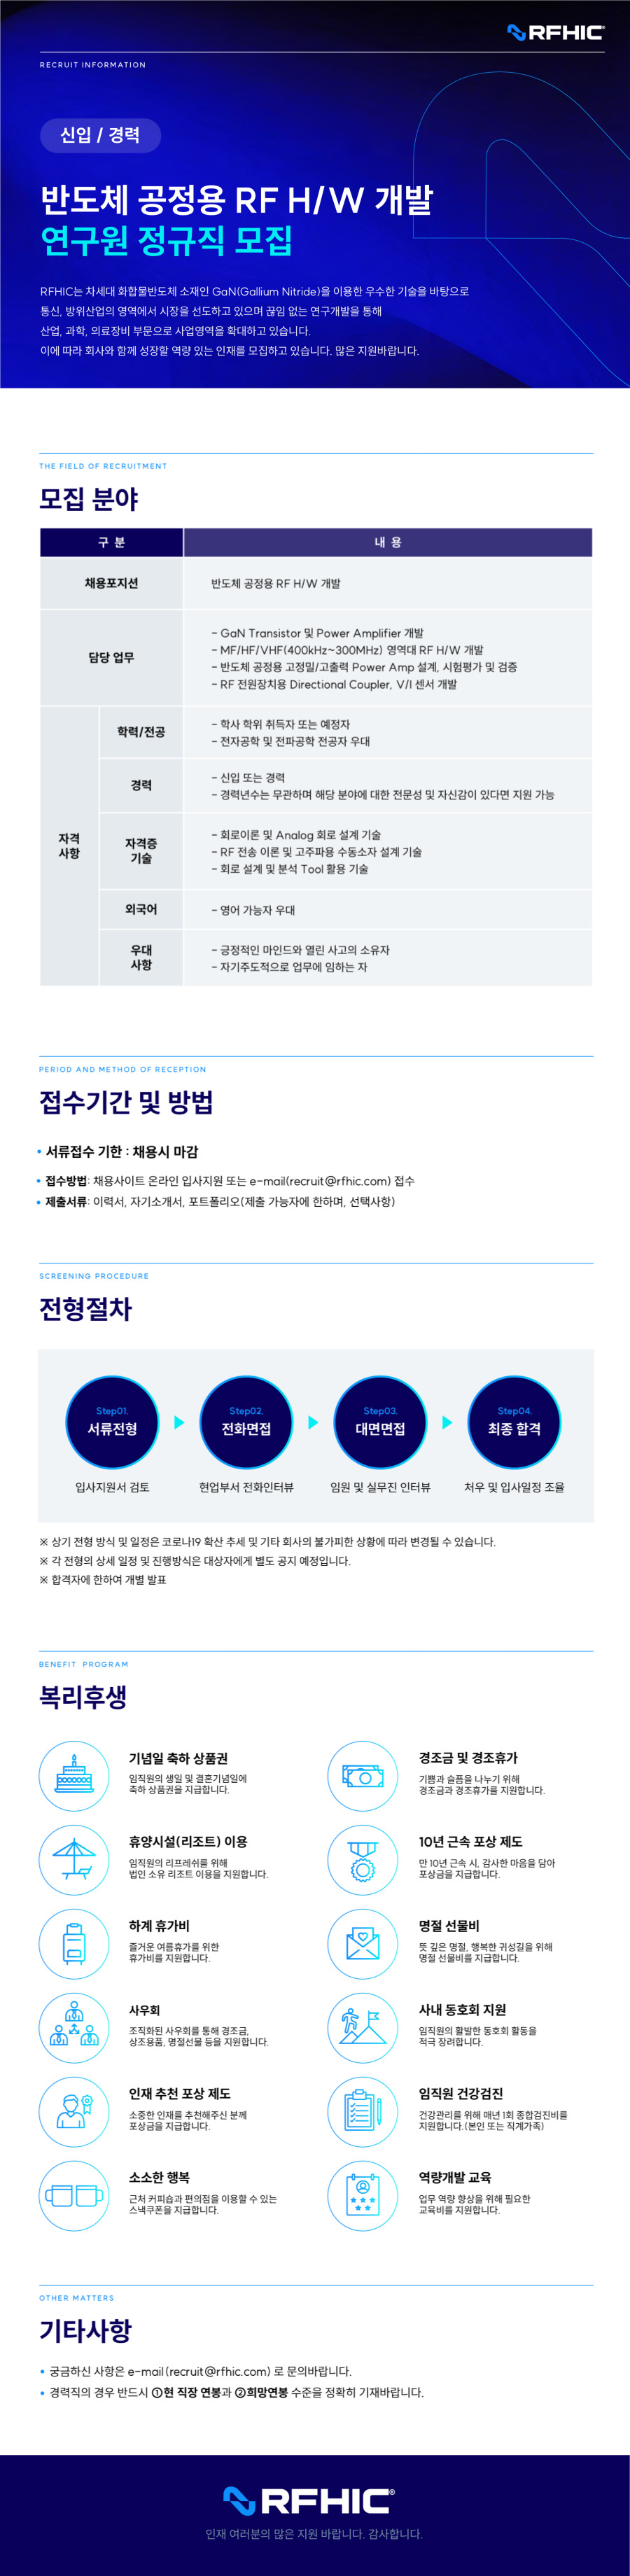 RFHIC
RECRUIT INFORMATION
신입 / 경력
반도체 공정용 RF H/W 개발
연구원 정규직 모집
RFHIC는 차세대 화합물반도체 소재인 GaN(Gallium Nitride)을 이용한 우수한 기술을 바탕으로
통신, 방위산업의 영역에서 시장을 선도하고 있으며 끊임 없는 연구개발을 통해
산업, 과학, 의료장비 부문으로 사업영역을 확대하고 있습니다.
이에 따라 회사와 함께 성장할 역량 있는 인재를 모집하고 있습니다. 많은 지원바랍니다.
THE FIELD OF RECRUITMENT
모집 분야
구 분
내 용
채용포지션
반도체 공정용 RF H/W 개발
담당 업무
- GaN Transistor 및 Power Amplifier 개발
- MF/HF/VHF(400kHz~300MHz) 영역대 RF H/W 개발
- 반도체 공정용 고정밀/고출력 Power Amp 설계, 시험평가 및 검증
- RF 전원장치용 Directional Coupler, V/I 센서 개발
자격
사항
학력/전공
- 학사 학위 취득자 또는 예정자
- 전자공학 및 전파공학 전공자 우대
경력
- 신입 또는 경력
- 경력년수는 무관하며 해당 분야에 대한 전문성 및 자신감이 있다면 지원 가능
자격증
기술
- 회로이론 및 Analog 회로 설계 기술
- RF 전송 이론 및 고주파용 수동소자 설계 기술
- 회로 설계 및 분석 Tool 활용 기술
외국어
- 영어 가능자 우대
우대
사항
- 긍정적인 마인드와 열린 사고의 소유자
- 자기주도적으로 업무에 임하는 자
PERIOD AND METHOD OF RECEPTION
접수기간 및 방법
• 서류접수 기한 : 채용시 마감
• 접수방법: 채용사이트 온라인 입사지원 또는 e-mail(recruit@rfhic.com) 접수
• 제출서류: 이력서, 자기소개서, 포트폴리오(제출 가능자에 한하며, 선택사항)
SCREENING PROCEDURE
전형절차
Step01.
서류전형
입사지원서 검토
Step02.
전화면접
현업부서 전화인터뷰
Step03.
대면면접
임원 및 실무진 인터뷰
Step04.
최종 합격
처우 및 입사일정 조율
※ 상기 전형 방식 및 일정은 코로나19 확산 추세 및 기타 회사의 불가피한 상황에 따라 변경될 수 있습니다.
※ 각 전형의 상세 일정 및 진행방식은 대상자에게 별도 공지 예정입니다.
※ 합격자에 한하여 개별 발표
BENEFIT PROGRAM
복리후생
기념일 축하 상품권
임직원의 생일 및 결혼기념일에
축하 상품권을 지급합니다.
경조금 및 경조휴가
기쁨과 슬픔을 나누기 위해
경조금과 경조휴가를 지원합니다.
휴양시설(리조트) 이용
임직원의 리프레쉬를 위해
법인 소유 리조트 이용을 지원합니다.
10년 근속 포상 제도
만 10년 근속 시, 감사한 마음을 담아
포상금을 지급합니다.
하계 휴가비
즐거운 여름휴가를 위한
휴가비를 지원합니다.
명절 선물비
뜻 깊은 명절, 행복한 귀성길을 위해
명절 선물비를 지급합니다.
사우회
조직화된 사우회를 통해 경조금,
상조용품, 명절선물 등을 지원합니다.
사내 동호회 지원
임직원의 활발한 동호회 활동을
적극 장려합니다.
인재 추천 포상 제도
소중한 인재를 추천해주신 분께
포상금을 지급합니다.
임직원 건강검진
건강관리를 위해 매년 1회 종합검진비를
지원합니다.(본인 또는 직계가족)
소소한 행복
근처 커피숍과 편의점을 이용할 수 있는
스낵쿠폰을 지급합니다.
역량개발 교육
업무 역량 향상을 위해 필요한
교육비를 지원합니다.
OTHER MATTERS
기타사항
• 궁금하신 사항은 e-mail(recruit@rfhic.com) 로 문의바랍니다.
• 경력직의 경우 반드시 ①현 직장 연봉과 ②희망연봉 수준을 정확히 기재바랍니다.
RFHIC®
인재 여러분의 많은 지원 바랍니다. 감사합니다.